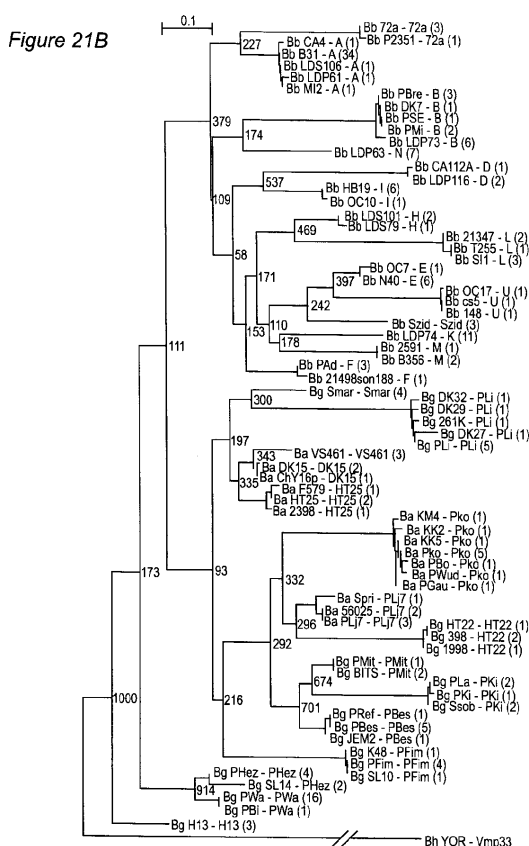 Figure 21B
0.1
Bb 72a - 72a (3)
Bb P2351 - 72a (1)
227
Bb CA4 - A (1)
Bb B31 - A (34)
Bb LDS106 - A (1)
Bb LDP61 - A (1)
Bb MI2 - A (1)
Bb PBre - B (3)
Bb DK7 - B (1)
Bb PSE - B (1)
Bb PMi - B (2)
Bb LDP73 - B (6)
379
174
Bb LDP63 - N (7)
Bb CA112A - D (1)
Bb LDP116 - D (2)
537
Bb HB19 - I (6)
Bb OC10 - I (1)
109
Bb LDS101 - H (2)
Bb LDS79 - H (1)
469
Bb 21347 - L (2)
Bb T255 - L (1)
Bb SI1 - L (3)
58
171
Bb OC7 - E (1)
Bb N40 - E (6)
397
Bb OC17 - U (1)
Bb cs5 - U (1)
Bb 148 - U (1)
242
Bb Szid - Szid (3)
153
110
Bb LDP74 - K (11)
178
Bb 2591 - M (1)
Bb B356 - M (2)
111
Bb PAd - F (3)
Bb 21498son188 - F (1)
Bg Smar - Smar (4)
300
Bg DK32 - PLi (1)
Bg DK29 - PLi (1)
Bg 261K - PLi (1)
Bg DK27 - PLi (1)
Bg PLi - PLi (5)
197
Ba VS461 - VS461 (3)
343
Ba DK15 - DK15 (2)
Ba ChY16p - DK15 (1)
335
Ba F579 - HT25 (1)
Ba HT25 - HT25 (2)
Ba 2398 - HT25 (1)
Ba KM4 - Pko (1)
Ba KK2 - Pko (1)
Ba KK5 - Pko (1)
Ba Pko - Pko (5)
Ba PBo - Pko (1)
Ba PWud - Pko (1)
Ba PGau - Pko (1)
173
93
332
Ba Spri - PLj7 (1)
Ba 56025 - PLj7 (2)
Ba PLj7 - PLj7 (3)
296
Bg HT22 - HT22 (1)
Bg 398 - HT22 (2)
Bg 1998 - HT22 (1)
292
Bg PMit - PMit (1)
Bg BITS - PMit (2)
674
Bg PLa - PKi (2)
Bg PKi - PKi (1)
Bg Ssob - PKi (2)
1000
216
701
Bg PRef - PBes (1)
Bg PBes - PBes (5)
Bg JEM2 - PBes (1)
Bg K48 - PFim (1)
Bg PFim - PFim (4)
Bg SL10 - PFim (1)
Bg PHez - PHez (4)
Bg SL14 - PHez (2)
914
Bg PWa - PWa (16)
Bg PBi - PWa (1)
Bg H13 - H13 (3)
Bh YOR - Vmp33